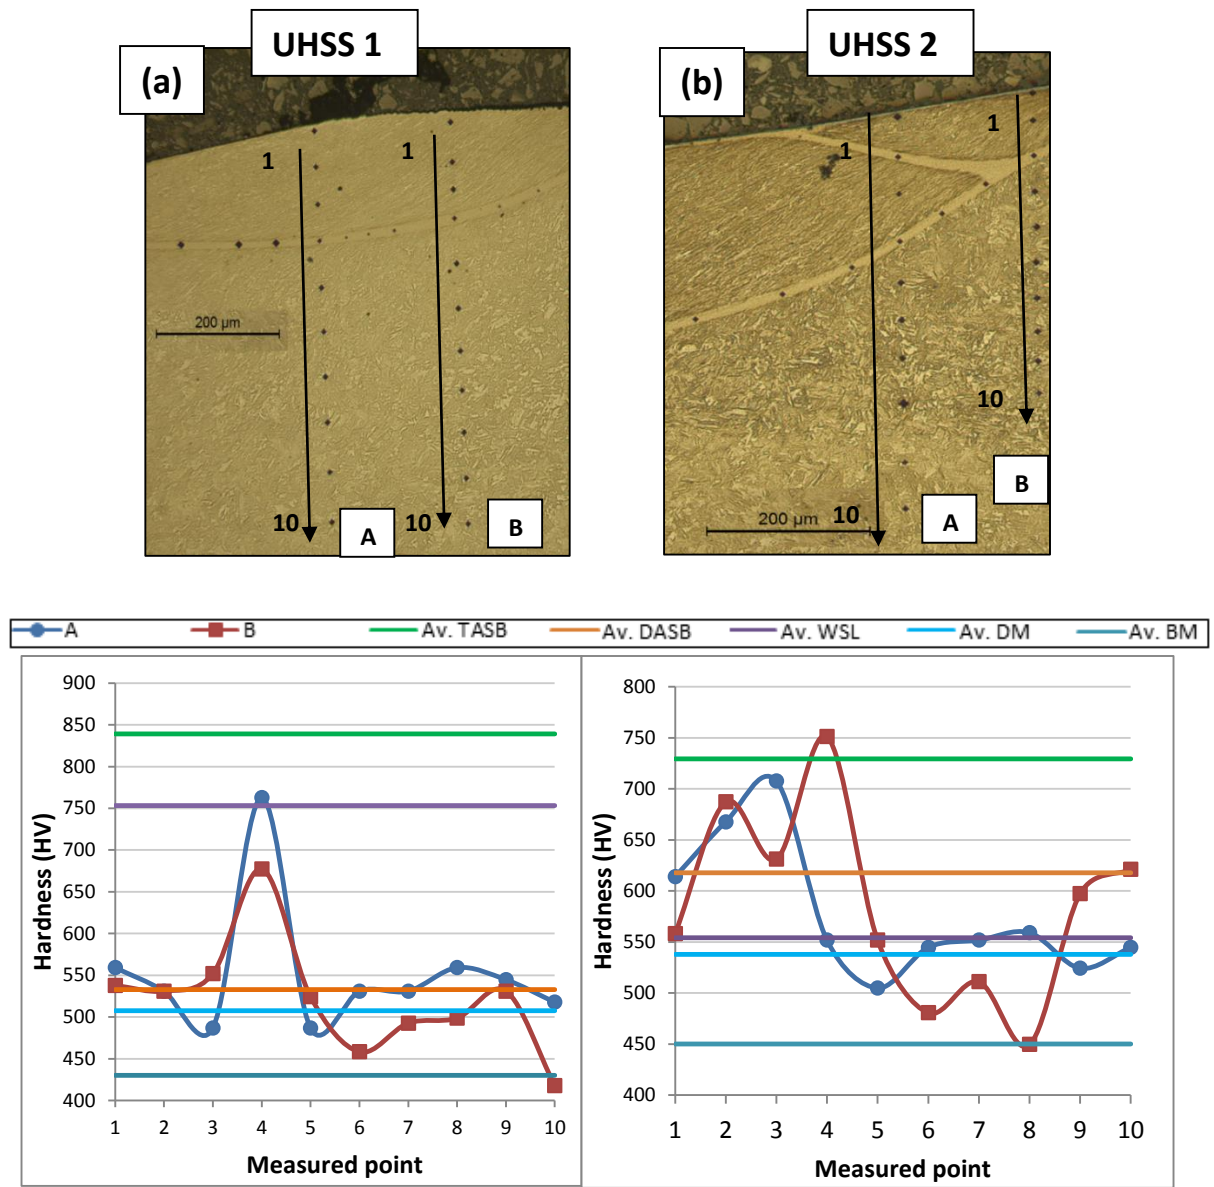 UHSS 1
UHSS 2
(a)
(b)
1
1
200 µm
10
10
A
B
1
1
10
B
200 µm
10
A
A
B
Av. TASB
Av. DASB
Av. WSL
Av. DM
Av. BM
900
850
800
750
700
650
600
550
500
450
400
Hardness (HV)
1 2 3 4 5 6 7 8 9 10
Measured point
800
750
700
650
600
550
500
450
400
Hardness (HV)
1 2 3 4 5 6 7 8 9 10
Measured point